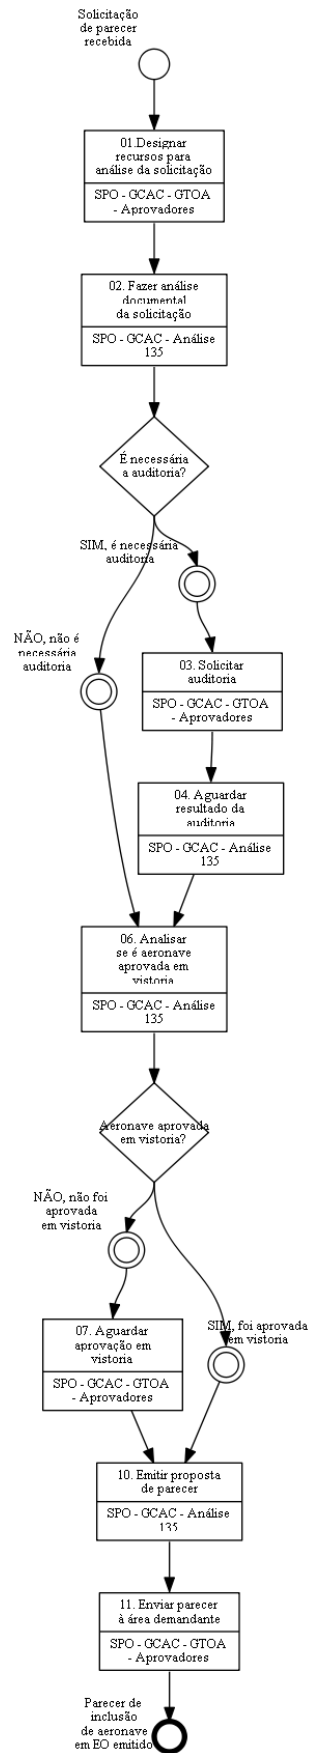 Solicitação
de parecer
recebida
01.Designar
recursos para
análise da solicitação
SPO - GCAC - GTOA
- Aprovadores
02. Fazer análise
documental
da solicitação
SPO - GCAC - Análise
135
É necessária
a auditoria?
SIM, é necessária
auditoria
NÃO, não é
necessária
auditoria
03. Solicitar
auditoria
SPO - GCAC - GTOA
- Aprovadores
04. Aguardar
resultado da
auditoria
SPO - GCAC - Análise
135
06. Analisar
se é aeronave
aprovada em
vistoria
SPO - GCAC - Análise
135
Aeronave aprovada
em vistoria?
NÃO, não foi
aprovada
em vistoria
SIM, foi aprovada
em vistoria
07. Aguardar
aprovação em
vistoria
SPO - GCAC - GTOA
- Aprovadores
10. Emitir proposta
de parecer
SPO - GCAC - Análise
135
11. Enviar parecer
à área demandante
SPO - GCAC - GTOA
- Aprovadores
Parecer de
inclusão
de aeronave
em EO emitido